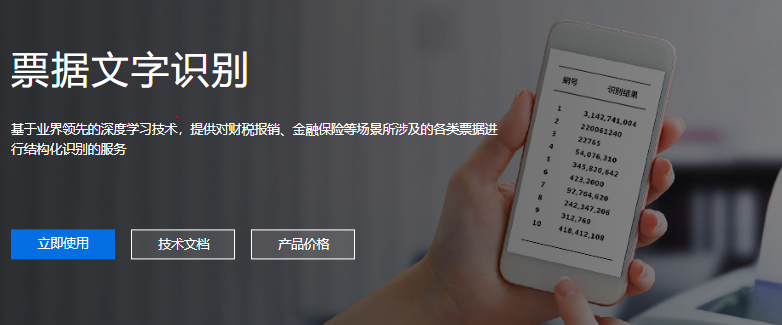 票据文字识别
基于业界领先的深度学习技术，提供对财税报销、金融保险等场景所涉及的各类票据进
行结构化识别的服务
立即使用
技术文档
产品价格
编号 识别结果
1 3,142,741,004
2 220061240
3 22765
4 54,076,310
5 345,820,642
6 423,2000
7 92,764,620
8 242,347,206
9 312,769
10 418,412,108